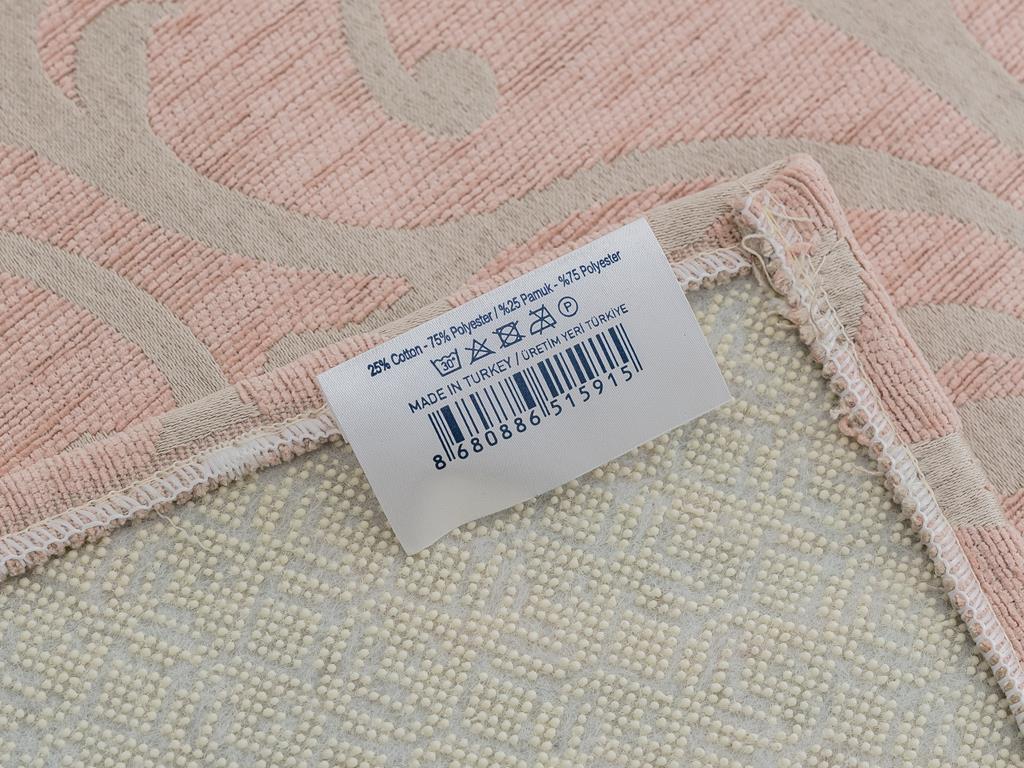 25% Cotton - 75% Polyester / %25 Pamuk - %75 Polyester
30° P
MADE IN TURKEY / ÜRETİM YERİ TÜRKİYE
8 680886 515915